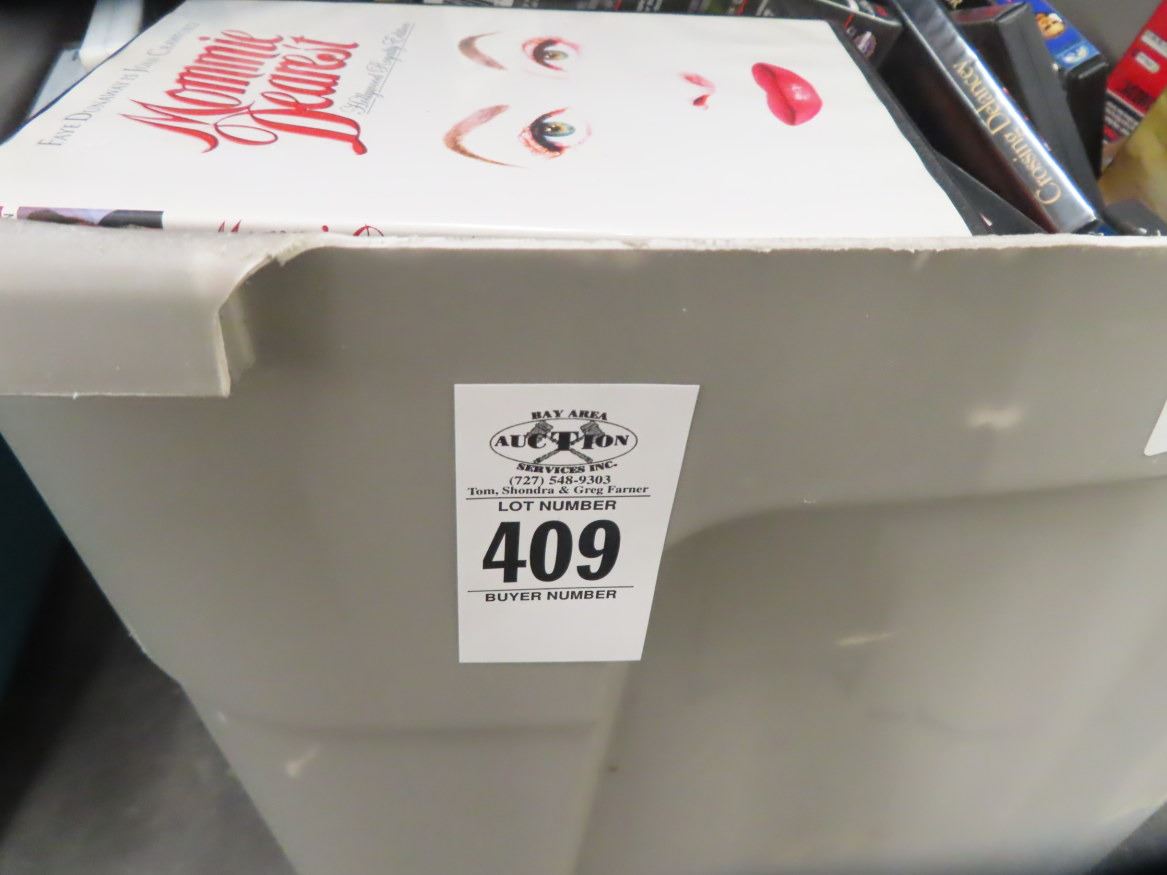 FAYE DUNAWAY IS JOAN CRAWFORD
Mommie
Dearest
Hollywood Royalty Edition
Crossing Delancey
BAY AREA
AUCTION
SERVICES INC.
(727) 548-9303
Tom, Shondra & Greg Farner
LOT NUMBER
409
BUYER NUMBER